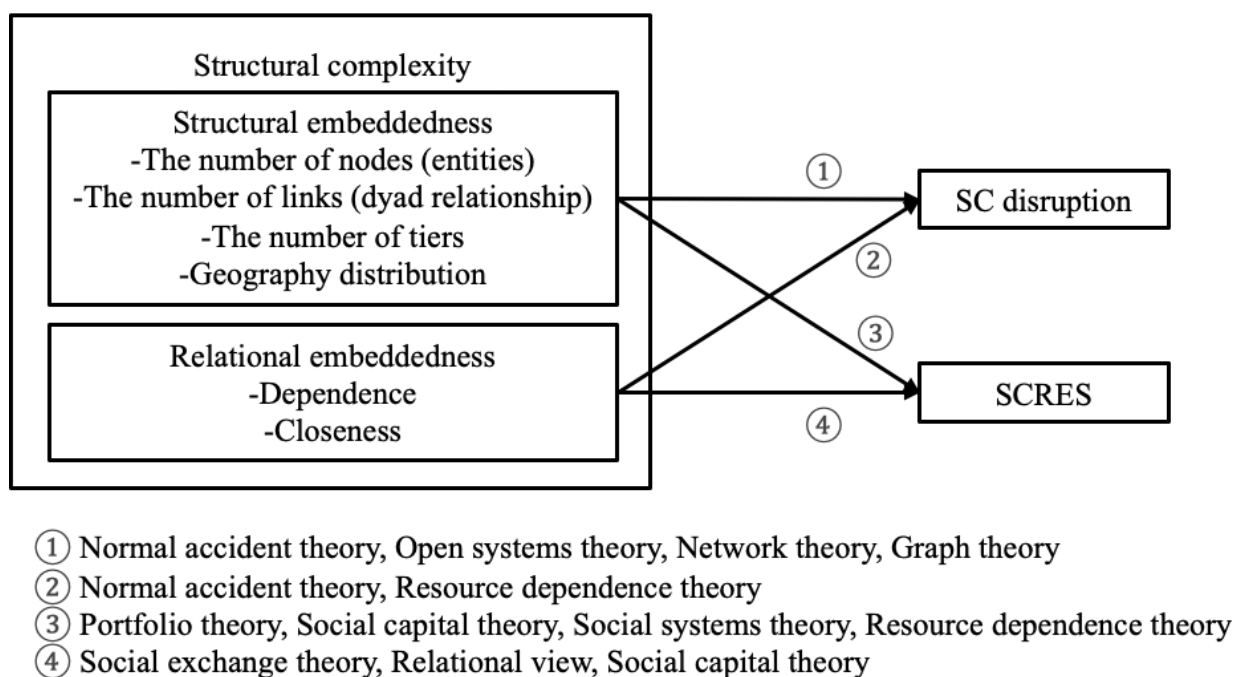 Structural complexity
Structural embeddedness
-The number of nodes (entities)
-The number of links (dyad relationship)
-The number of tiers
-Geography distribution
Relational embeddedness
-Dependence
-Closeness
①
②
③
④
SC disruption
SCRES
① Normal accident theory, Open systems theory, Network theory, Graph theory
② Normal accident theory, Resource dependence theory
③ Portfolio theory, Social capital theory, Social systems theory, Resource dependence theory
④ Social exchange theory, Relational view, Social capital theory